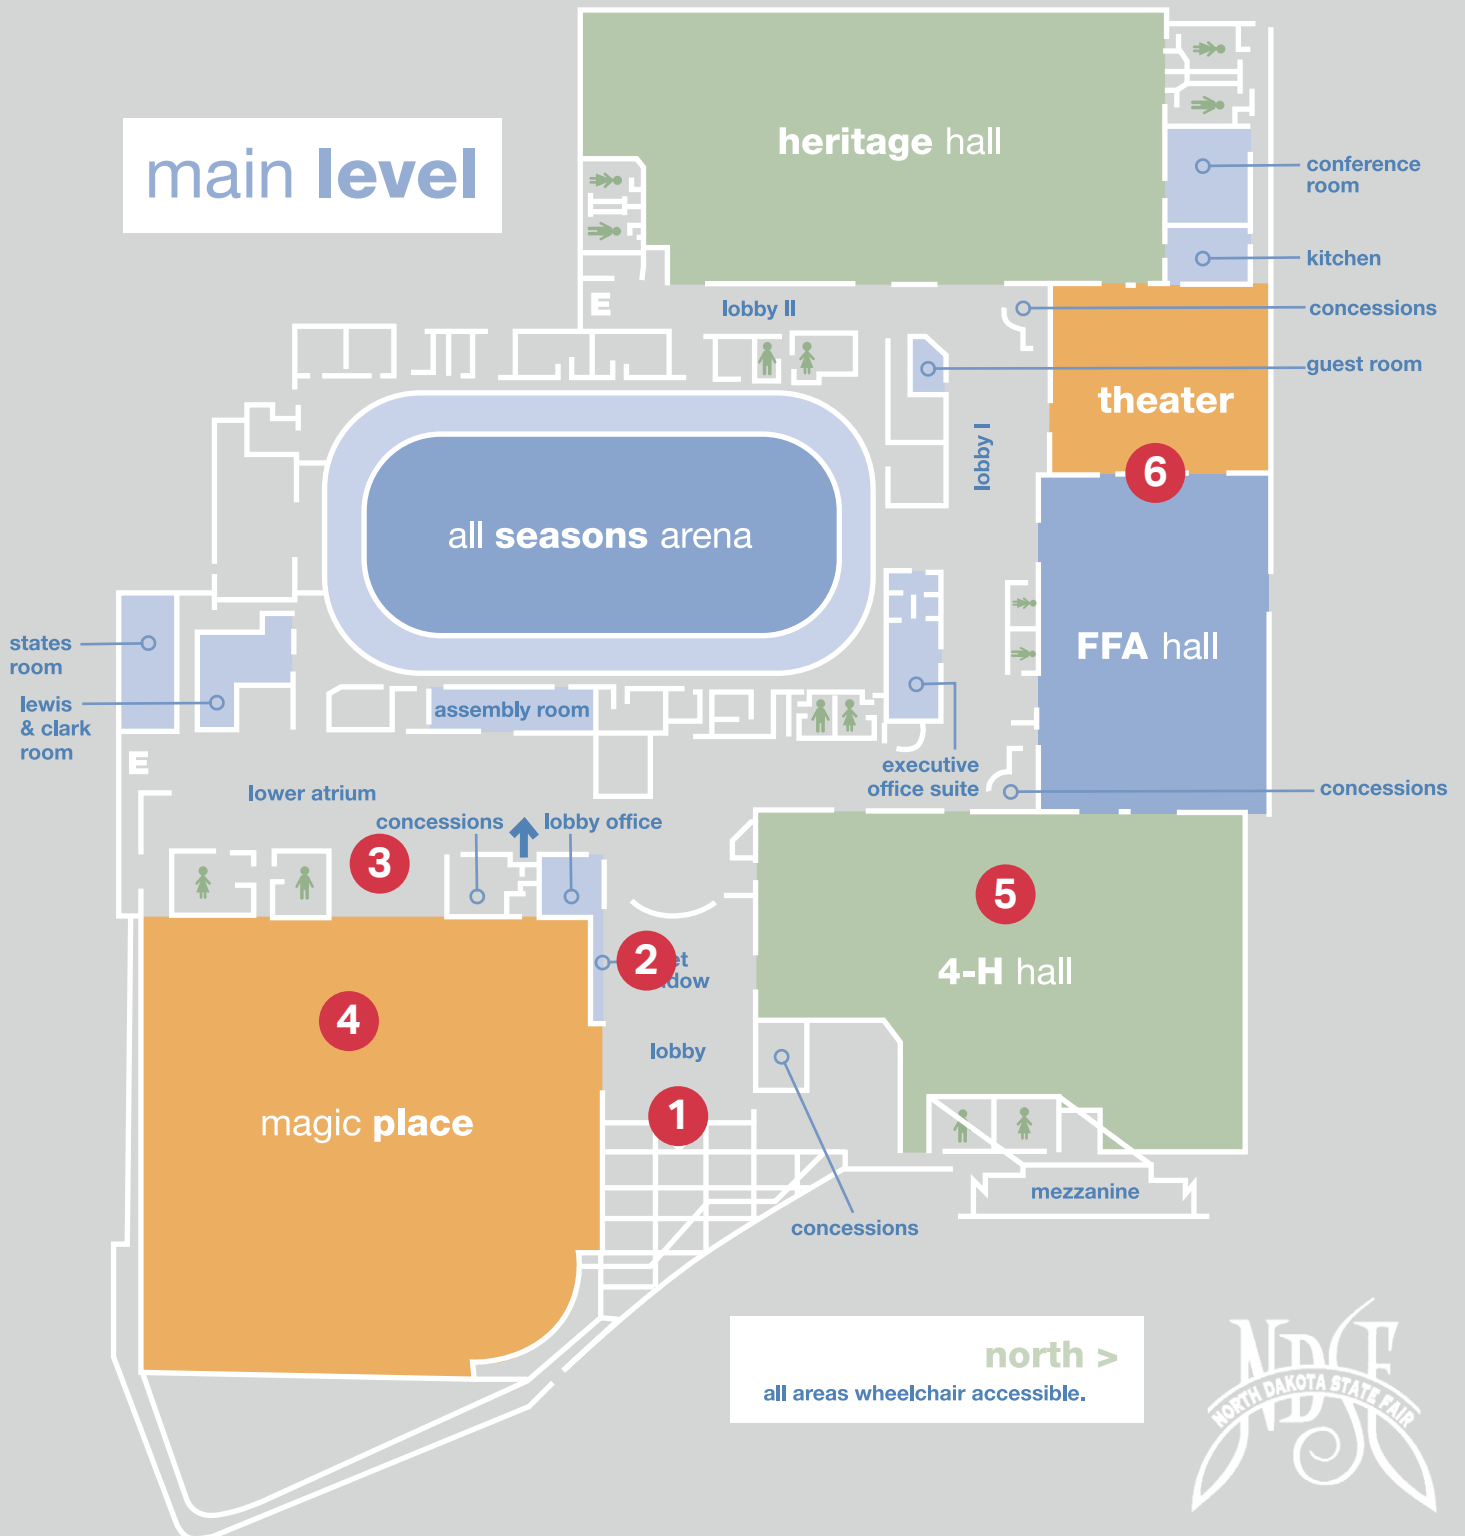 main level
heritage hall
conference
room
kitchen
concessions
guest room
lobby II
E
theater
lobby I
6
all seasons arena
FFA hall
states
room
lewis
& clark
room
assembly room
executive
office suite
E
lower atrium
concessions
lobby office
concessions
3
5
2
4-H hall
4
lobby
magic place
1
mezzanine
concessions
north >
all areas wheelchair accessible.
NDSF
NORTH DAKOTA STATE FAIR